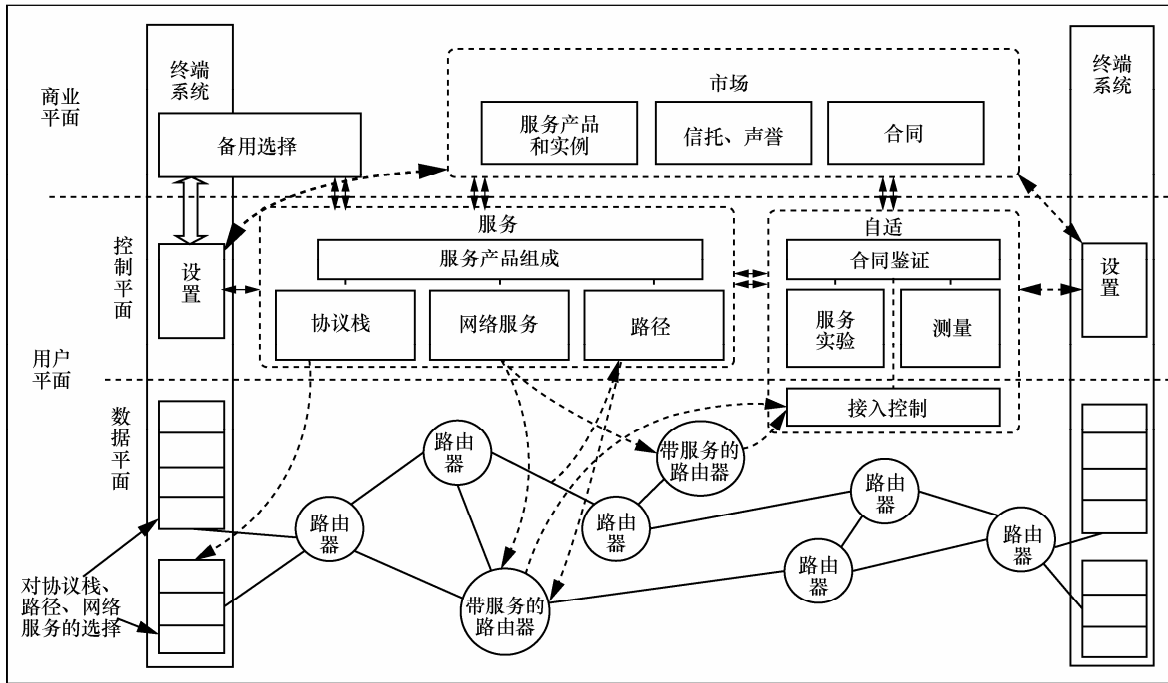 商业
平面
终端
系统
备用选择
市场
服务产品
和实例
信托、声誉
合同
终端
系统
控制平面
设置
服务
服务产品组成
协议栈
网络服务
路径
自适
合同鉴证
服务
实验
测量
设置
用户
平面
数据平面
接入控制
路由
器
带服务的
路由器
路由
器
路由
器
路由
器
路由
器
路由
器
带服务的
路由器
对协议栈、
路径、网络
服务的选择